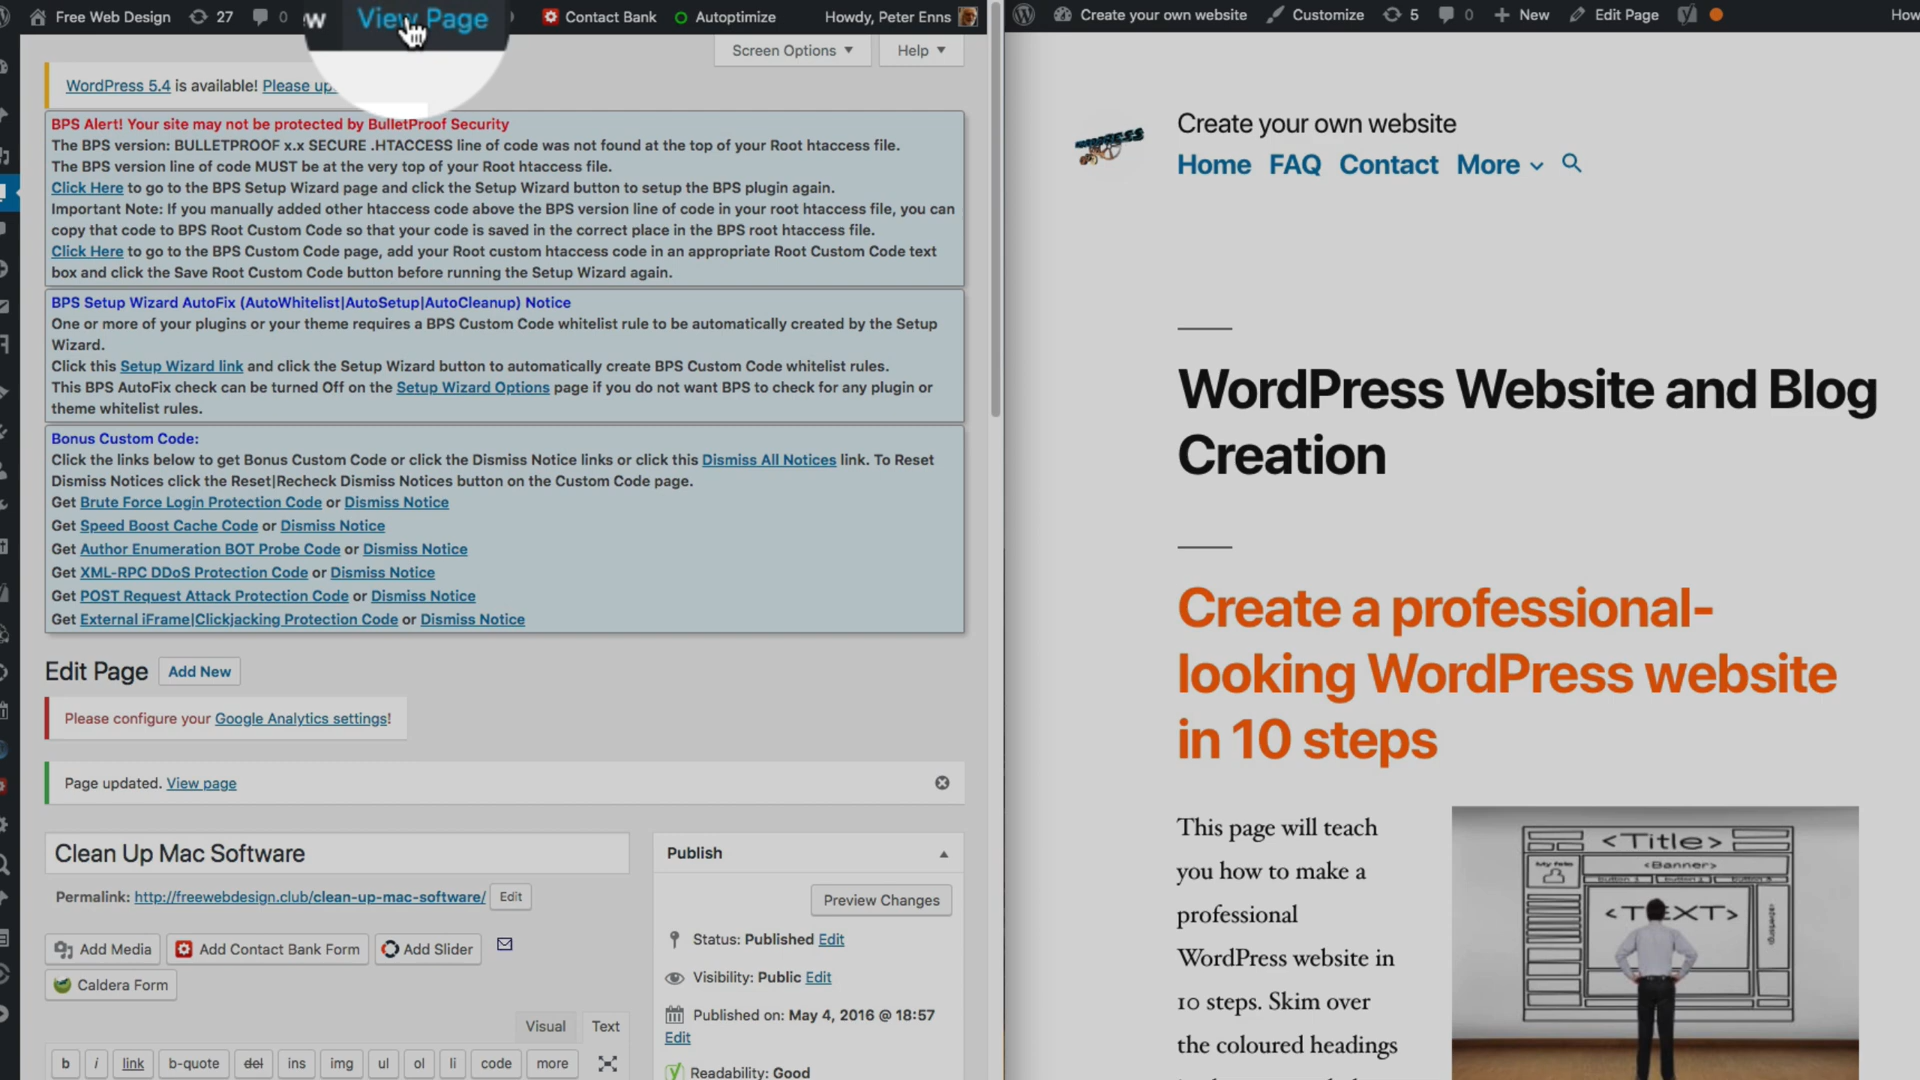 Free Web Design 27 0 w View Page Contact Bank Autoptimize Howdy, Peter Enns
Screen Options Help
WordPress 5.4 is available! Please up
BPS Alert! Your site may not be protected by BulletProof Security
The BPS version: BULLETPROOF x.x SECURE .HTACCESS line of code was not found at the top of your Root htaccess file.
The BPS version line of code MUST be at the very top of your Root htaccess file.
Click Here to go to the BPS Setup Wizard page and click the Setup Wizard button to setup the BPS plugin again.
Important Note: If you manually added other htaccess code above the BPS version line of code in your root htaccess file, you can
copy that code to BPS Root Custom Code so that your code is saved in the correct place in the BPS root htaccess file.
Click Here to go to the BPS Custom Code page, add your Root custom htaccess code in an appropriate Root Custom Code text
box and click the Save Root Custom Code button before running the Setup Wizard again.
BPS Setup Wizard AutoFix (AutoWhitelist|AutoSetup|AutoCleanup) Notice
One or more of your plugins or your theme requires a BPS Custom Code whitelist rule to be automatically created by the Setup
Wizard.
Click this Setup Wizard link and click the Setup Wizard button to automatically create BPS Custom Code whitelist rules.
This BPS AutoFix check can be turned Off on the Setup Wizard Options page if you do not want BPS to check for any plugin or
theme whitelist rules.
Bonus Custom Code:
Click the links below to get Bonus Custom Code or click the Dismiss Notice links or click this Dismiss All Notices link. To Reset
Dismiss Notices click the Reset|Recheck Dismiss Notices button on the Custom Code page.
Get Brute Force Login Protection Code or Dismiss Notice
Get Speed Boost Cache Code or Dismiss Notice
Get Author Enumeration BOT Probe Code or Dismiss Notice
Get XML-RPC DDoS Protection Code or Dismiss Notice
Get POST Request Attack Protection Code or Dismiss Notice
Get External iFrame|Clickjacking Protection Code or Dismiss Notice
Edit Page Add New
Please configure your Google Analytics settings!
Page updated. View page
Clean Up Mac Software
Permalink: http://freewebdesign.club/clean-up-mac-software/ Edit
Add Media Add Contact Bank Form Add Slider
Caldera Form
Visual Text
b i link b-quote del ins img ul ol li code more
Publish
Preview Changes
Status: Published Edit
Visibility: Public Edit
Published on: May 4, 2016 @ 18:57
Edit
Readability: Good
Create your own website Customize 5 0 New Edit Page How
Create your own website
Home FAQ Contact More
WordPress Website and Blog
Creation
Create a professional-
looking WordPress website
in 10 steps
This page will teach
you how to make a
professional
WordPress website in
10 steps. Skim over
the coloured headings
<Title>
<Banner>
<TEXT>